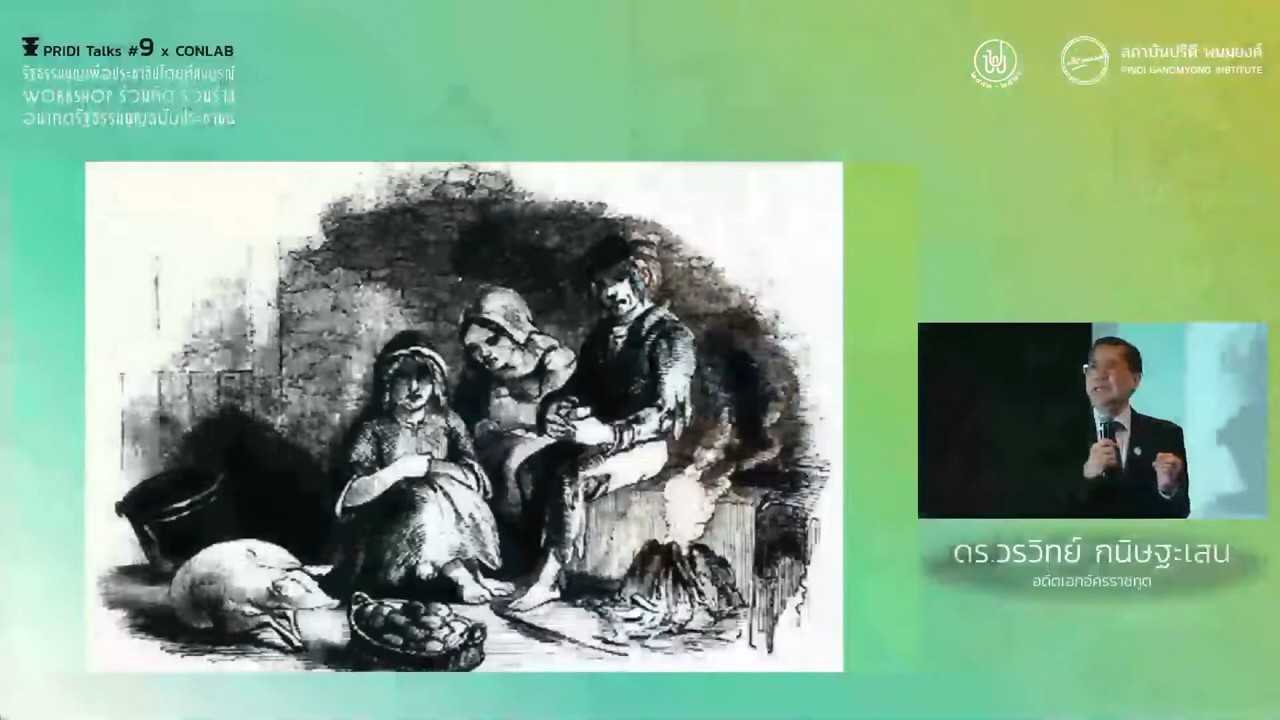 PRIDI Talks #9 x CONLAB
รัฐธรรมนูญเพื่อประชาธิปไตยที่สมบูรณ์
WORKSHOP ร่วมคิด ร่วมร่าง
อนาคตรัฐธรรมนูญฉบับประชาชน
สถาบันปรีดี พนมยงค์
PRIDI BANOMYONG INSTITUTE
ดร.วรวิทย์ กนิษฐะเสน
อดีตเอกอัครราชทูต